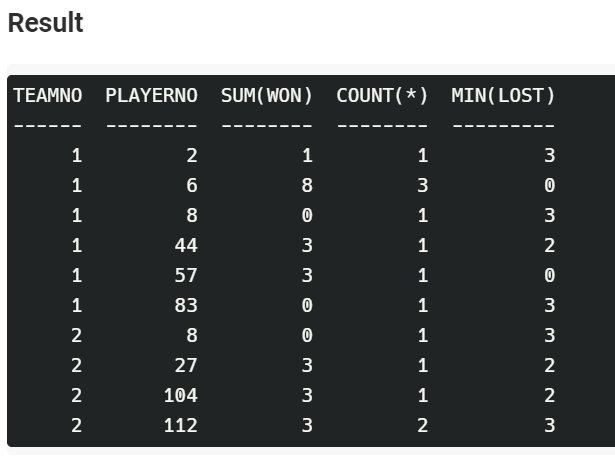 Result
TEAMNO  PLAYERNO  SUM(WON)  COUNT(*)  MIN(LOST)
------  --------  --------  --------  ---------
     1         2         1         1          3
     1         6         8         3          0
     1         8         0         1          3
     1        44         3         1          2
     1        57         3         1          0
     1        83         0         1          3
     2         8         0         1          3
     2        27         3         1          2
     2       104         3         1          2
     2       112         3         2          3